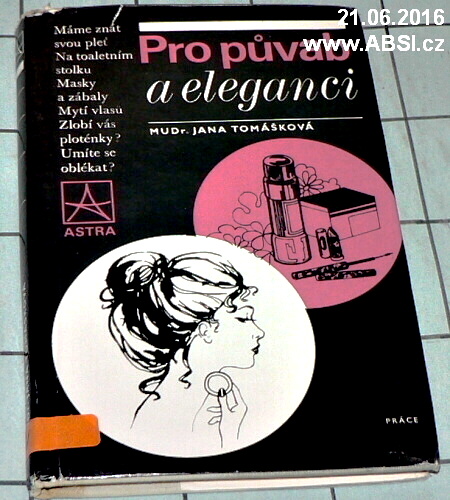 21.06.2016
www.ABSI.cz
Máme znát
svou pleť
Na toaletním
stolku
Masky
a zábaly
Mytí vlasů
Zlobí vás
ploténky?
Umíte se
oblékat?
ASTRA
Pro půvab
a eleganci
MUDr. JANA TOMÁŠKOVÁ
PRÁCE